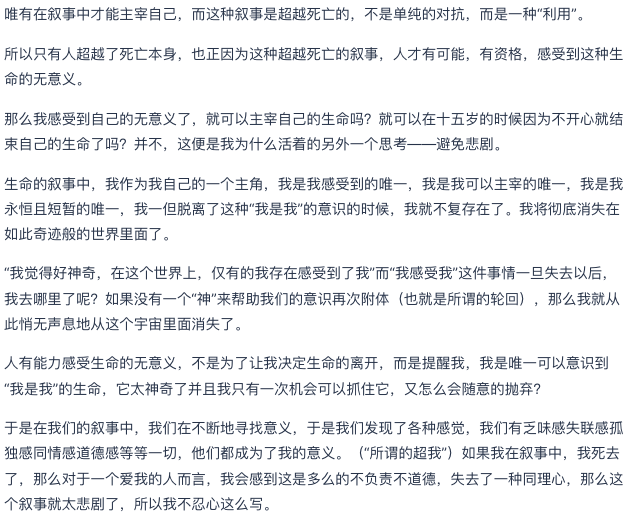 唯有在叙事中才能主宰自己，而这种叙事是超越死亡的，不是单纯的对抗，而是一种“利用”。
所以只有人超越了死亡本身，也正因为这种超越死亡的叙事，人才有可能，有资格，感受到这种生
命的无意义。
那么我感受到自己的无意义了，就可以主宰自己的生命吗？就可以在十五岁的时候因为不开心就结
束自己的生命了吗？并不，这便是我为什么活着的另外一个思考——避免悲剧。
生命的叙事中，我作为我自己的一个主角，我是我感受到的唯一，我是我可以主宰的唯一，我是我
永恒且短暂的唯一，我一但脱离了这种“我是我”的意识的时候，我就不复存在了。我将彻底消失在
如此奇迹般的世界里面了。
“我觉得好神奇，在这个世界上，仅有的我存在感受到了我”而“我感受我”这件事情一旦失去以后，
我去哪里了呢？如果没有一个“神”来帮助我们的意识再次附体（也就是所谓的轮回），那么我就从
此悄无声息地从这个宇宙里面消失了。
人有能力感受生命的无意义，不是为了让我决定生命的离开，而是提醒我，我是唯一可以意识到
“我是我”的生命，它太神奇了并且我只有一次机会可以抓住它，又怎么会随意的抛弃？
于是在我们的叙事中，我们在不断地寻找意义，于是我们发现了各种感觉，我们有乏味感失联感孤
独感同情感道德感等等一切，他们都成为了我的意义。（“所谓的超我”）如果我在叙事中，我死去
了，那么对于一个爱我的人而言，我会感到这是多么的不负责不道德，失去了一种同理心，那么这
个叙事就太悲剧了，所以我不忍心这么写。